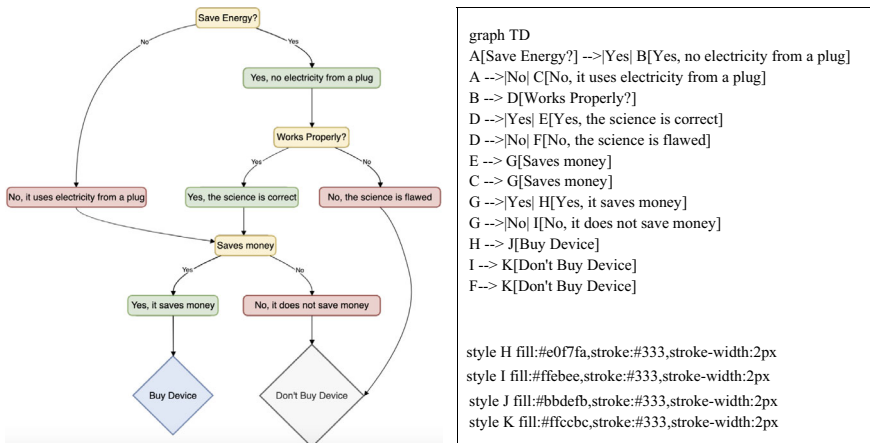 Save Energy?
No
Yes
Yes, no electricity from a plug
Works Properly?
Yes
No
No, it uses electricity from a plug
Yes, the science is correct
No, the science is flawed
Saves money
Yes
No
Yes, it saves money
No, it does not save money
Buy Device
Don't Buy Device
graph TD
A[Save Energy?] -->|Yes| B[Yes, no electricity from a plug]
A -->|No| C[No, it uses electricity from a plug]
B --> D[Works Properly?]
D -->|Yes| E[Yes, the science is correct]
D -->|No| F[No, the science is flawed]
E --> G[Saves money]
C --> G[Saves money]
G -->|Yes| H[Yes, it saves money]
G -->|No| I[No, it does not save money]
H --> J[Buy Device]
I --> K[Don't Buy Device]
F--> K[Don't Buy Device]
style H fill:#e0f7fa,stroke:#333,stroke-width:2px
style I fill:#ffebee,stroke:#333,stroke-width:2px
style J fill:#bbdefb,stroke:#333,stroke-width:2px
style K fill:#ffccbc,stroke:#333,stroke-width:2px